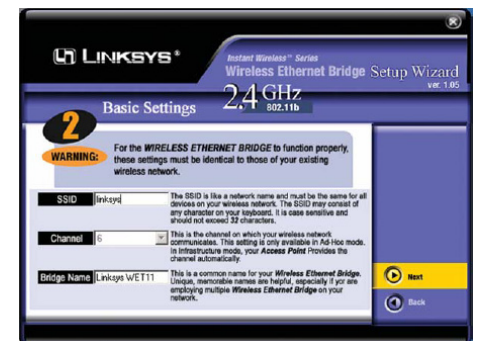 LINKSYS®
Instant Wireless™ Series
Wireless Ethernet Bridge Setup Wizard
ver. 1.05
2.4 GHz
802.11b
Basic Settings
2
WARNING:
For the WIRELESS ETHERNET BRIDGE to function properly,
these settings must be identical to those of your existing
wireless network.
SSID linksys
The SSID is like a network name and must be the same for all
devices on your wireless network. The SSID may consist of
any character on your keyboard. It is case sensitive and
should not exceed 32 characters.
Channel 6
This is the channel on which your wireless network
communicates. This setting is only available in Ad-Hoc mode.
In Infrastructure mode, your Access Point Provides the
channel automatically.
Bridge Name Linksys WET11
This is a common name for your Wireless Ethernet Bridge.
Unique, memorable names are helpful, especially if yor are
employing multiple Wireless Ethernet Bridge on your
network.
Next
Back